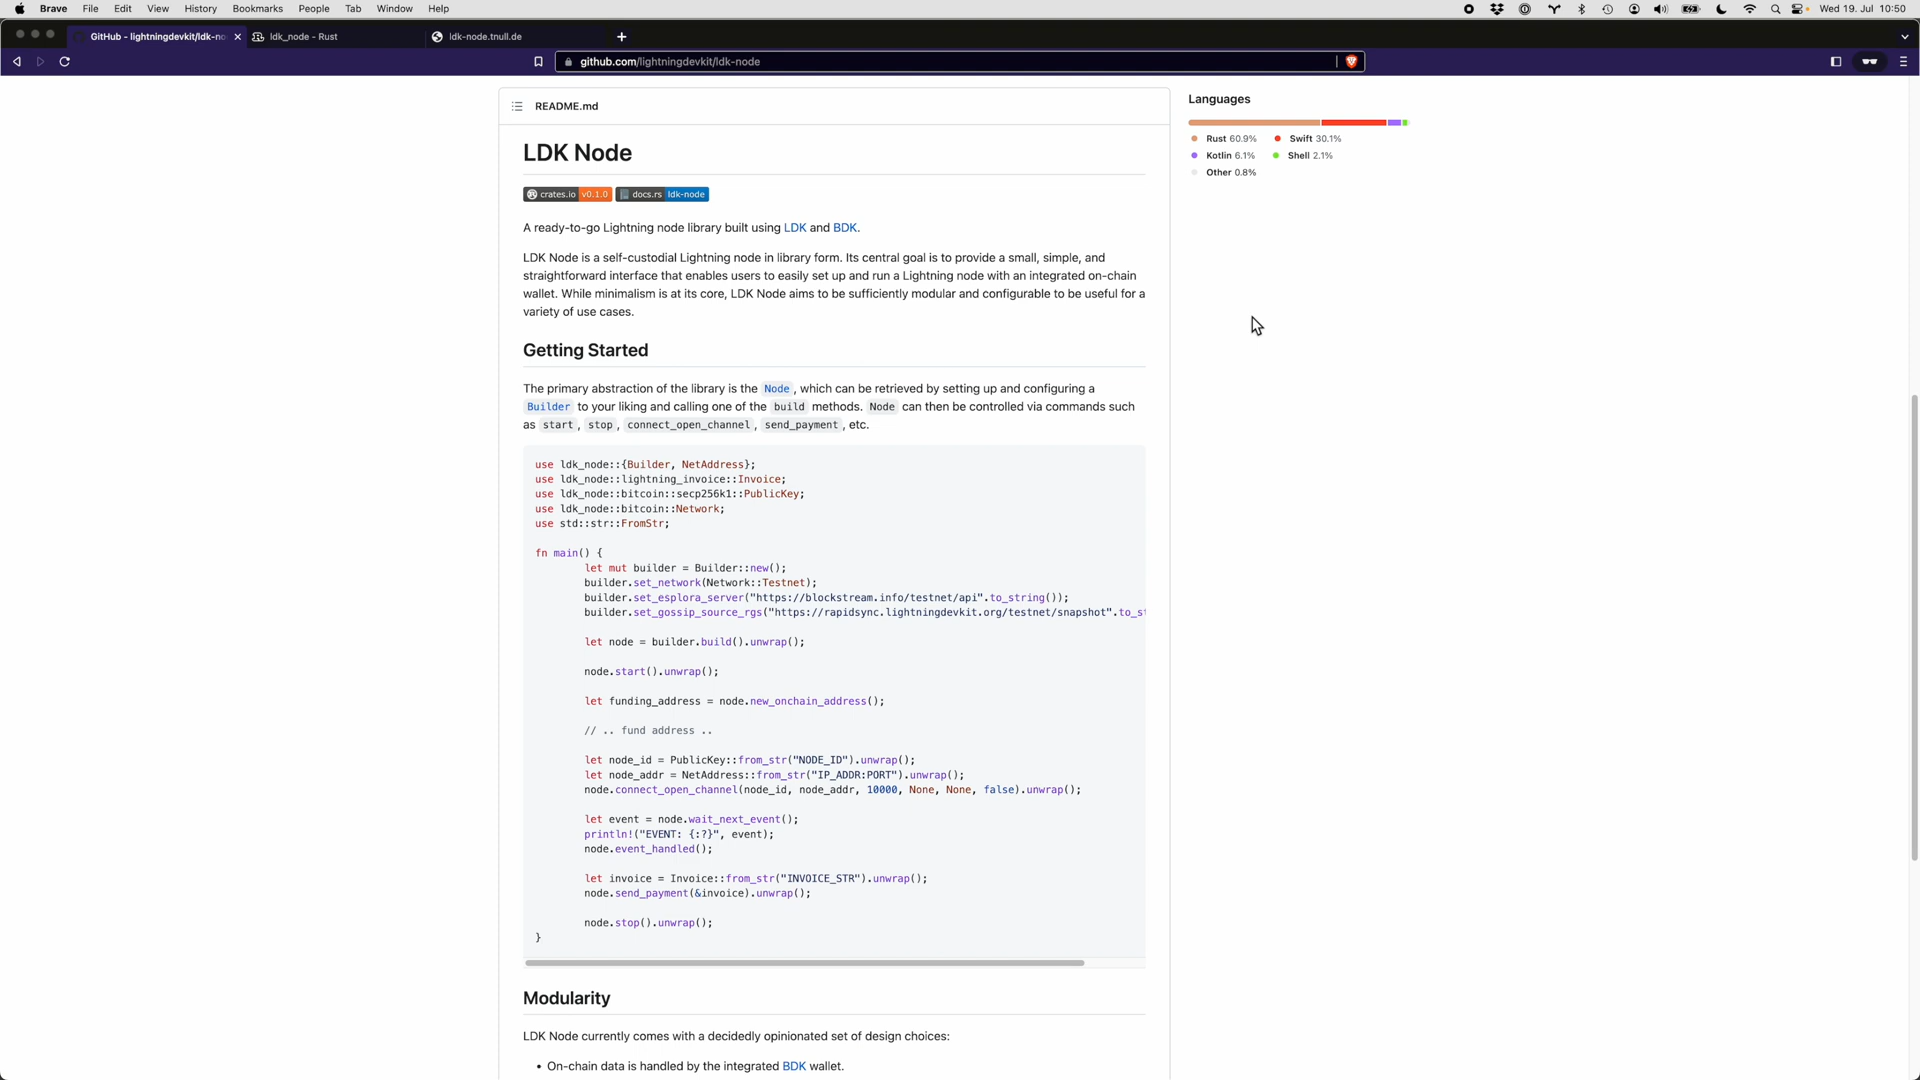 Brave File Edit View History Bookmarks People Tab Window Help Wed 19. Jul 10:50
GitHub - lightningdevkit/ldk-no ldk_node - Rust ldk-node.tnull.de
github.com/lightningdevkit/ldk-node
README.md
LDK Node
crates.io v0.1.0 docs.rs ldk-node
A ready-to-go Lightning node library built using LDK and BDK.
LDK Node is a self-custodial Lightning node in library form. Its central goal is to provide a small, simple, and
straightforward interface that enables users to easily set up and run a Lightning node with an integrated on-chain
wallet. While minimalism is at its core, LDK Node aims to be sufficiently modular and configurable to be useful for a
variety of use cases.
Getting Started
The primary abstraction of the library is the Node, which can be retrieved by setting up and configuring a
Builder to your liking and calling one of the build methods. Node can then be controlled via commands such
as start, stop, connect_open_channel, send_payment, etc.
use ldk_node::{Builder, NetAddress};
use ldk_node::lightning_invoice::Invoice;
use ldk_node::bitcoin::secp256k1::PublicKey;
use ldk_node::bitcoin::Network;
use std::str::FromStr;
fn main() {
let mut builder = Builder::new();
builder.set_network(Network::Testnet);
builder.set_esplora_server("https://blockstream.info/testnet/api".to_string());
builder.set_gossip_source_rgs("https://rapidsync.lightningdevkit.org/testnet/snapshot".to_st
let node = builder.build().unwrap();
node.start().unwrap();
let funding_address = node.new_onchain_address();
// .. fund address ..
let node_id = PublicKey::from_str("NODE_ID").unwrap();
let node_addr = NetAddress::from_str("IP_ADDR:PORT").unwrap();
node.connect_open_channel(node_id, node_addr, 10000, None, None, false).unwrap();
let event = node.wait_next_event();
println!("EVENT: {:?}", event);
node.event_handled();
let invoice = Invoice::from_str("INVOICE_STR").unwrap();
node.send_payment(&invoice).unwrap();
node.stop().unwrap();
}
Modularity
LDK Node currently comes with a decidedly opinionated set of design choices:
• On-chain data is handled by the integrated BDK wallet.
Languages
Rust 60.9% Swift 30.1%
Kotlin 6.1% Shell 2.1%
Other 0.8%